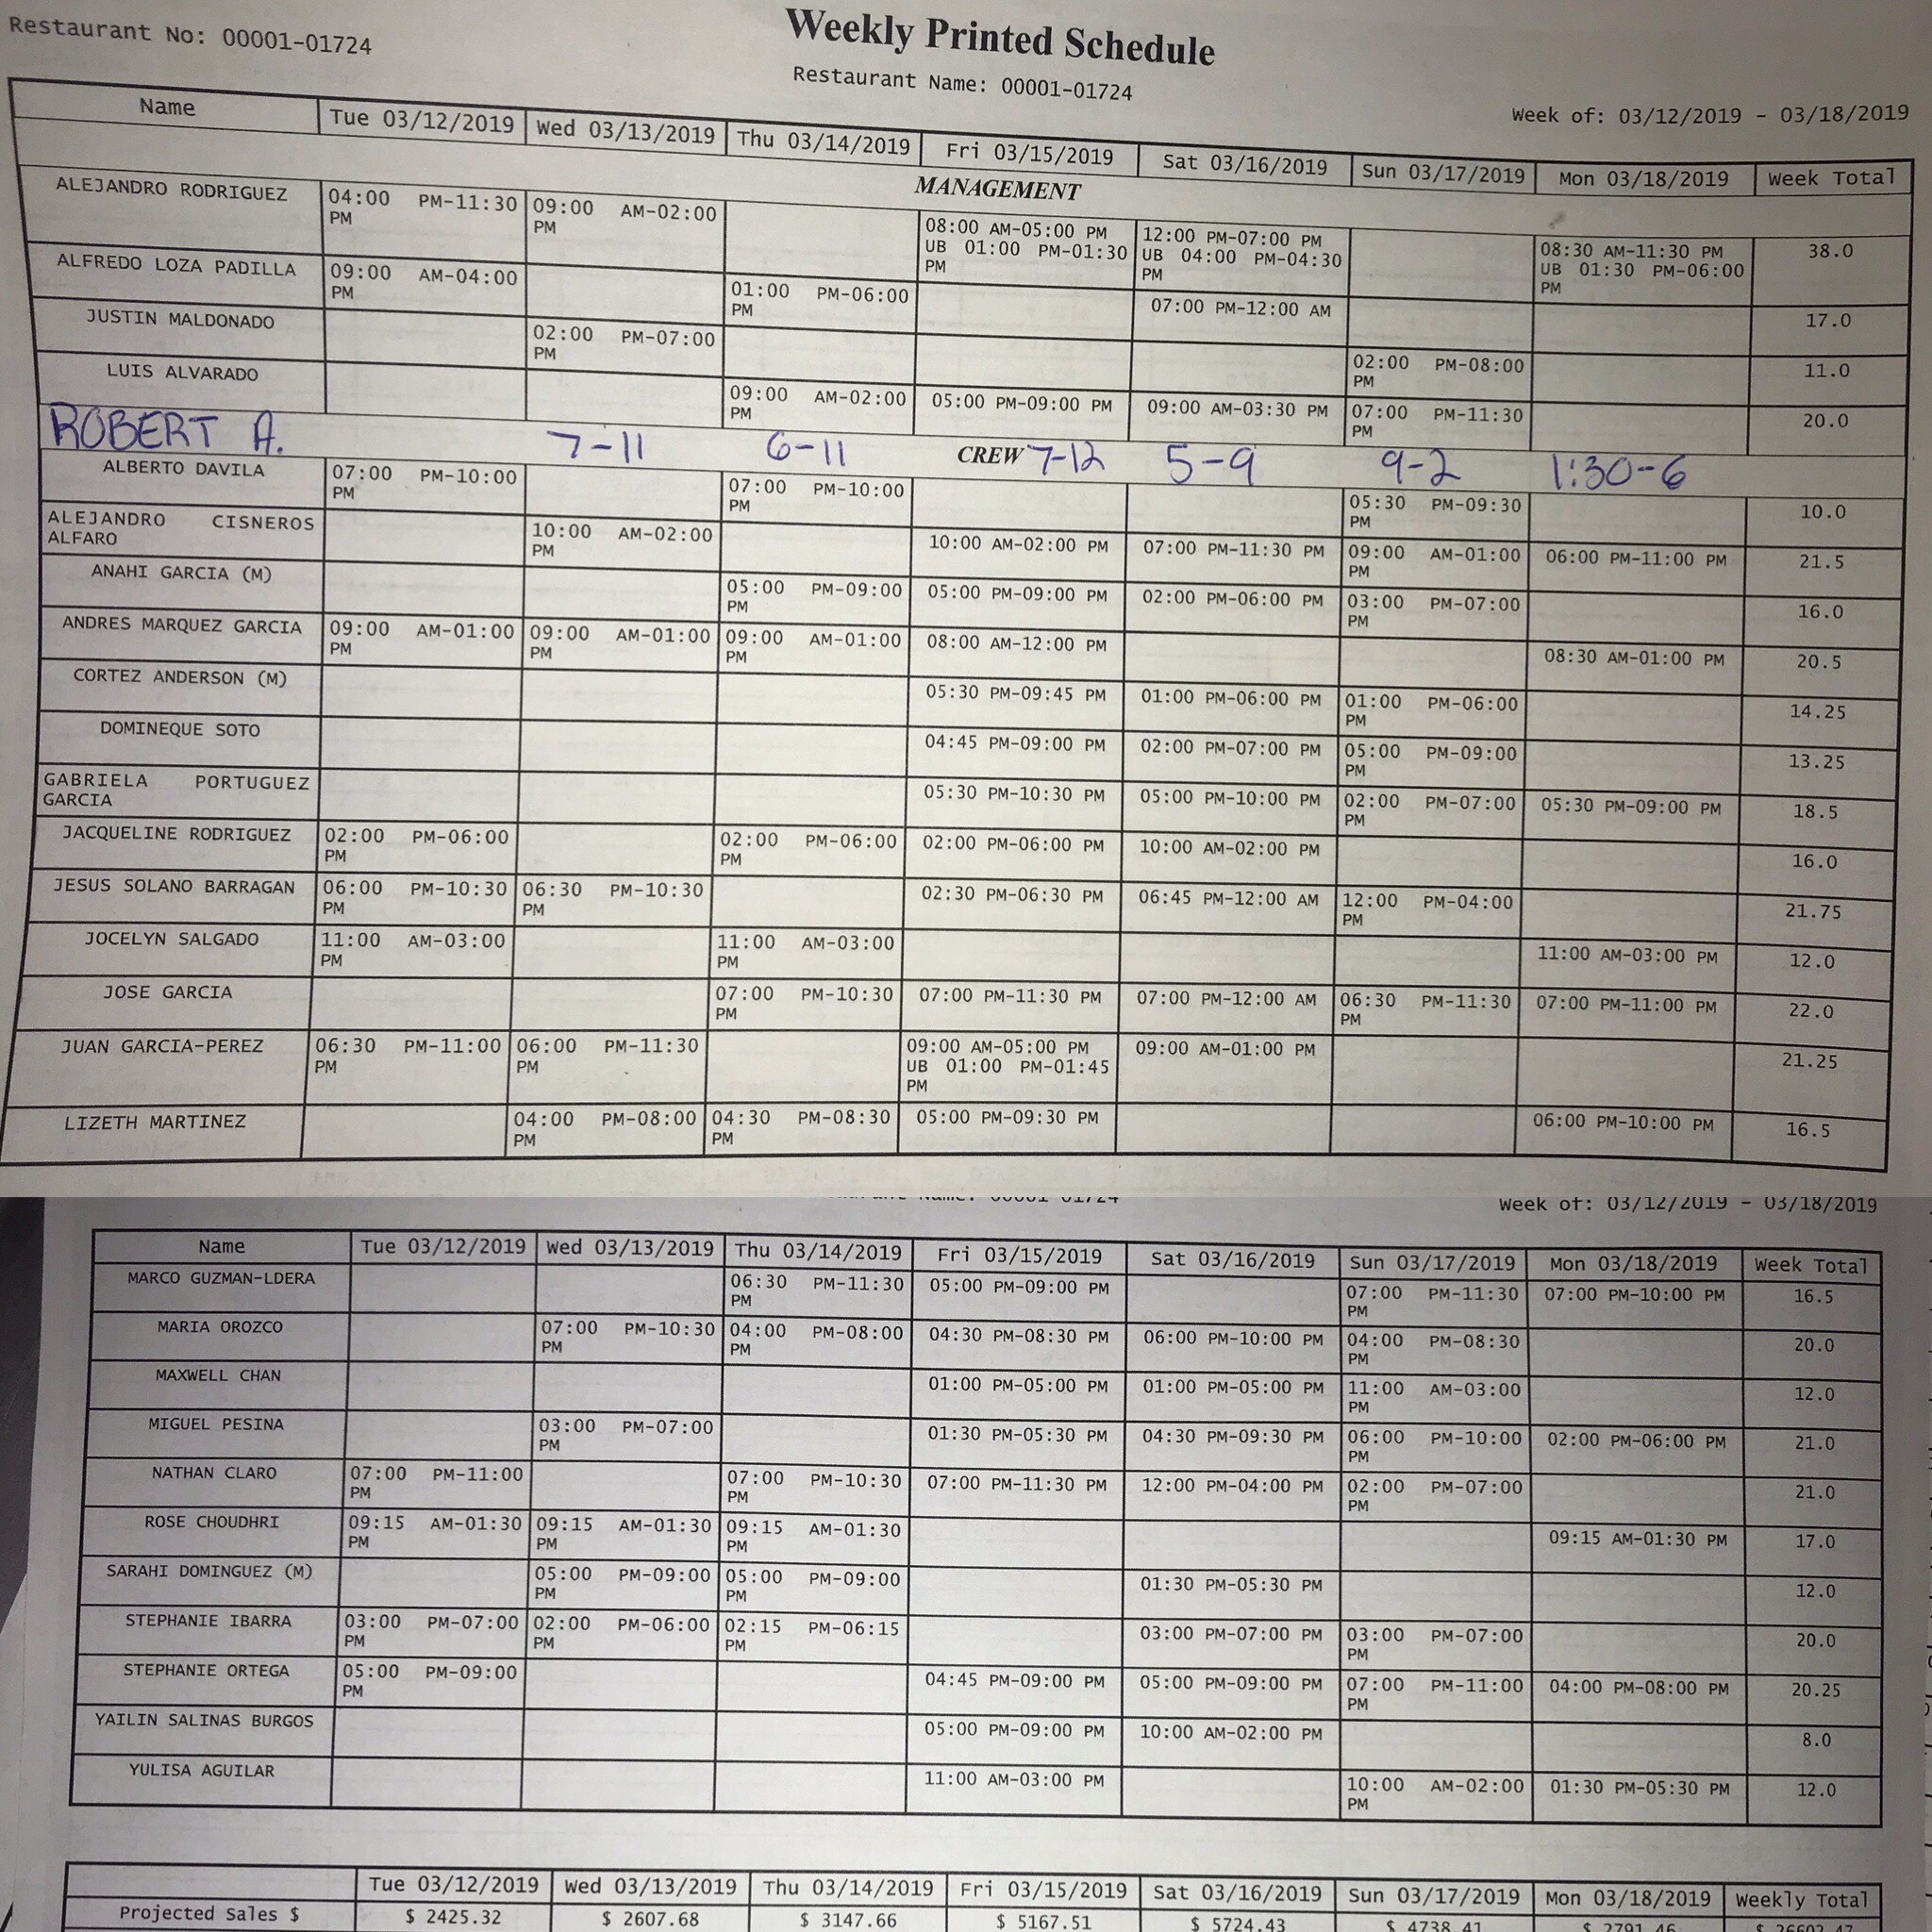 Restaurant No: 00001-01724
Weekly Printed Schedule
Restaurant Name: 00001-01724
Week of: 03/12/2019 - 03/18/2019
Name Tue 03/12/2019 Wed 03/13/2019 Thu 03/14/2019 Fri 03/15/2019 Sat 03/16/2019 Sun 03/17/2019 Mon 03/18/2019 Week Total
MANAGEMENT
ALEJANDRO RODRIGUEZ 04:00 PM-11:30 PM 09:00 AM-02:00 PM 08:00 AM-05:00 PM UB 01:00 PM-01:30 PM 12:00 PM-07:00 PM UB 04:00 PM-04:30 PM 08:30 AM-11:30 PM UB 01:30 PM-06:00 PM 38.0
ALFREDO LOZA PADILLA 09:00 AM-04:00 PM 01:00 PM-06:00 PM 07:00 PM-12:00 AM 17.0
JUSTIN MALDONADO 02:00 PM-07:00 PM 02:00 PM-08:00 PM 11.0
LUIS ALVARADO 09:00 AM-02:00 PM 05:00 PM-09:00 PM 09:00 AM-03:30 PM 07:00 PM-11:30 PM 20.0
ROBERT A. 7-11 6-11 CREW 7-12 5-9 9-2 1:30-6
ALBERTO DAVILA 07:00 PM-10:00 PM 07:00 PM-10:00 PM 05:30 PM-09:30 PM 10.0
ALEJANDRO CISNEROS ALFARO 10:00 AM-02:00 PM 10:00 AM-02:00 PM 07:00 PM-11:30 PM 09:00 AM-01:00 PM 06:00 PM-11:00 PM 21.5
ANAHI GARCIA (M) 05:00 PM-09:00 PM 05:00 PM-09:00 PM 02:00 PM-06:00 PM 03:00 PM-07:00 PM 16.0
ANDRES MARQUEZ GARCIA 09:00 AM-01:00 PM 09:00 AM-01:00 PM 09:00 AM-01:00 PM 08:00 AM-12:00 PM 08:30 AM-01:00 PM 20.5
CORTEZ ANDERSON (M) 05:30 PM-09:45 PM 01:00 PM-06:00 PM 01:00 PM-06:00 PM 14.25
DOMINEQUE SOTO 04:45 PM-09:00 PM 02:00 PM-07:00 PM 05:00 PM-09:00 PM 13.25
GABRIELA PORTUGUEZ GARCIA 05:30 PM-10:30 PM 05:00 PM-10:00 PM 02:00 PM-07:00 PM 05:30 PM-09:00 PM 18.5
JACQUELINE RODRIGUEZ 02:00 PM-06:00 PM 02:00 PM-06:00 PM 02:00 PM-06:00 PM 10:00 AM-02:00 PM 16.0
JESUS SOLANO BARRAGAN 06:00 PM-10:30 PM 06:30 PM-10:30 PM 02:30 PM-06:30 PM 06:45 PM-12:00 AM 12:00 PM-04:00 PM 21.75
JOCELYN SALGADO 11:00 AM-03:00 PM 11:00 AM-03:00 PM 11:00 AM-03:00 PM 12.0
JOSE GARCIA 07:00 PM-10:30 PM 07:00 PM-11:30 PM 07:00 PM-12:00 AM 06:30 PM-11:30 PM 07:00 PM-11:00 PM 22.0
JUAN GARCIA-PEREZ 06:30 PM-11:00 PM 06:00 PM-11:30 PM 09:00 AM-05:00 PM UB 01:00 PM-01:45 PM 09:00 AM-01:00 PM 21.25
LIZETH MARTINEZ 04:00 PM-08:00 PM 04:30 PM-08:30 PM 05:00 PM-09:30 PM 06:00 PM-10:00 PM 16.5
Name: 00001-01724
Week of: 03/12/2019 - 03/18/2019
Name Tue 03/12/2019 Wed 03/13/2019 Thu 03/14/2019 Fri 03/15/2019 Sat 03/16/2019 Sun 03/17/2019 Mon 03/18/2019 Week Total
MARCO GUZMAN-LDERA 06:30 PM-11:30 PM 05:00 PM-09:00 PM 07:00 PM-11:30 PM 07:00 PM-10:00 PM 16.5
MARIA OROZCO 07:00 PM-10:30 PM 04:00 PM-08:00 PM 04:30 PM-08:30 PM 06:00 PM-10:00 PM 04:00 PM-08:30 PM 20.0
MAXWELL CHAN 01:00 PM-05:00 PM 01:00 PM-05:00 PM 11:00 AM-03:00 PM 12.0
MIGUEL PESINA 03:00 PM-07:00 PM 01:30 PM-05:30 PM 04:30 PM-09:30 PM 06:00 PM-10:00 PM 02:00 PM-06:00 PM 21.0
NATHAN CLARO 07:00 PM-11:00 PM 07:00 PM-10:30 PM 07:00 PM-11:30 PM 12:00 PM-04:00 PM 02:00 PM-07:00 PM 21.0
ROSE CHOUDHRI 09:15 AM-01:30 PM 09:15 AM-01:30 PM 09:15 AM-01:30 PM 09:15 AM-01:30 PM 17.0
SARAHI DOMINGUEZ (M) 05:00 PM-09:00 PM 05:00 PM-09:00 PM 01:30 PM-05:30 PM 12.0
STEPHANIE IBARRA 03:00 PM-07:00 PM 02:00 PM-06:00 PM 02:15 PM-06:15 PM 03:00 PM-07:00 PM 03:00 PM-07:00 PM 20.0
STEPHANIE ORTEGA 05:00 PM-09:00 PM 04:45 PM-09:00 PM 05:00 PM-09:00 PM 07:00 PM-11:00 PM 04:00 PM-08:00 PM 20.25
YAILIN SALINAS BURGOS 05:00 PM-09:00 PM 10:00 AM-02:00 PM 8.0
YULISA AGUILAR 11:00 AM-03:00 PM 10:00 AM-02:00 PM 01:30 PM-05:30 PM 12.0
Tue 03/12/2019 Wed 03/13/2019 Thu 03/14/2019 Fri 03/15/2019 Sat 03/16/2019 Sun 03/17/2019 Mon 03/18/2019 Weekly Total
Projected Sales $ $ 2425.32 $ 2607.68 $ 3147.66 $ 5167.51 $ 5724.43 $ 4738.41 $ 2791.46 $ 26602.47